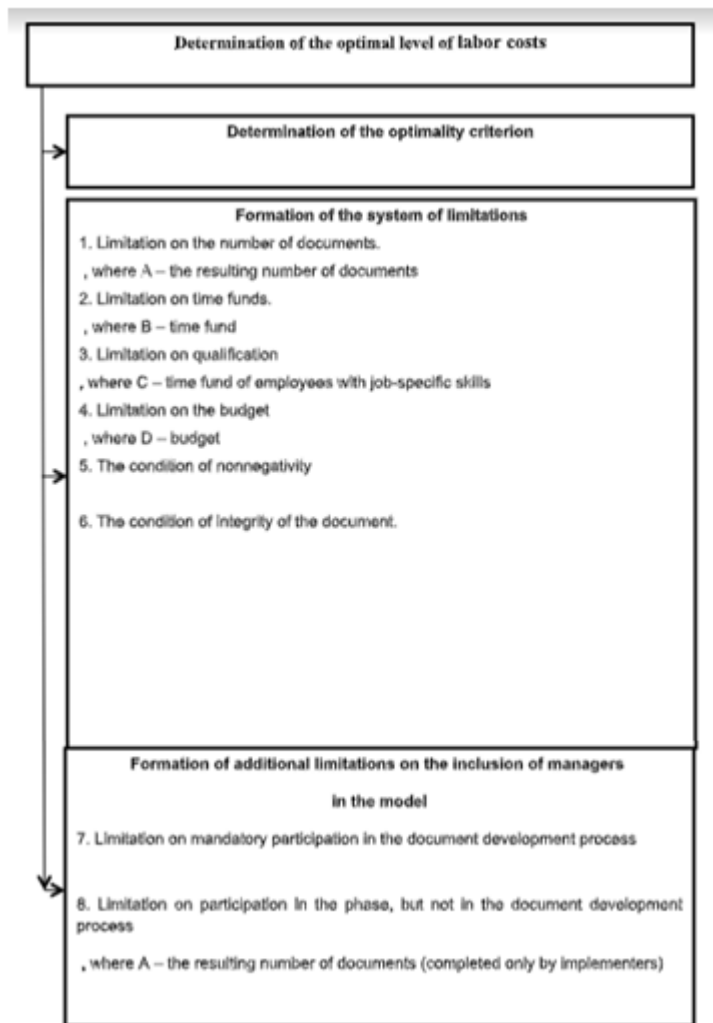 Determination of the optimal level of labor costs
Determination of the optimality criterion
Formation of the system of limitations
1. Limitation on the number of documents.
, where A – the resulting number of documents
2. Limitation on time funds.
, where B – time fund
3. Limitation on qualification
, where C – time fund of employees with job-specific skills
4. Limitation on the budget
, where D – budget
5. The condition of nonnegativity
6. The condition of integrity of the document.
Formation of additional limitations on the inclusion of managers
in the model
7. Limitation on mandatory participation in the document development process
8. Limitation on participation in the phase, but not in the document development
process
, where A – the resulting number of documents (completed only by implementers)